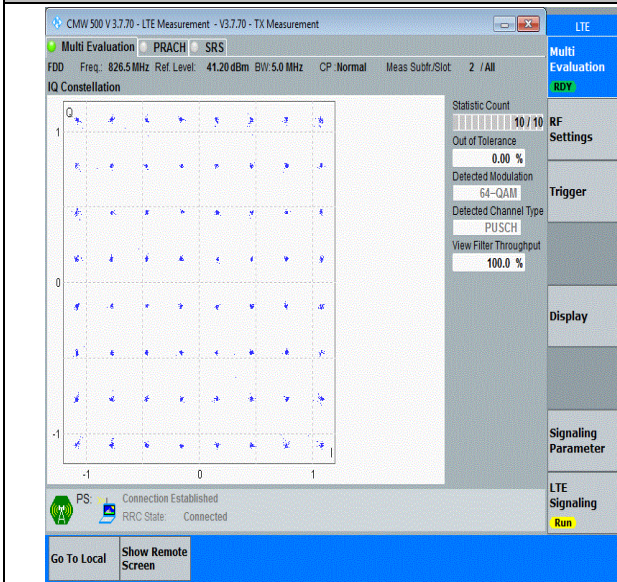 CMW 500 V 3.7.70 - LTE Measurement - V3.7.70 - TX Measurement
LTE
Multi Evaluation PRACH SRS
FDD Freq.: 826.5 MHz Ref. Level: 41.20 dBm BW: 5.0 MHz CP : Normal Meas Subfr./Slot: 2 / All
IQ Constellation
Q
1
0
-1
-1 0 1
I
Statistic Count
10 / 10
Out of Tolerance
0.00 %
Detected Modulation
64-QAM
Detected Channel Type
PUSCH
View Filter Throughput
100.0 %
Multi
Evaluation
RDY
RF
Settings
Trigger
Display
Signaling
Parameter
LTE
Signaling
Run
PS: Connection Established
RRC State: Connected
Go To Local
Show Remote
Screen